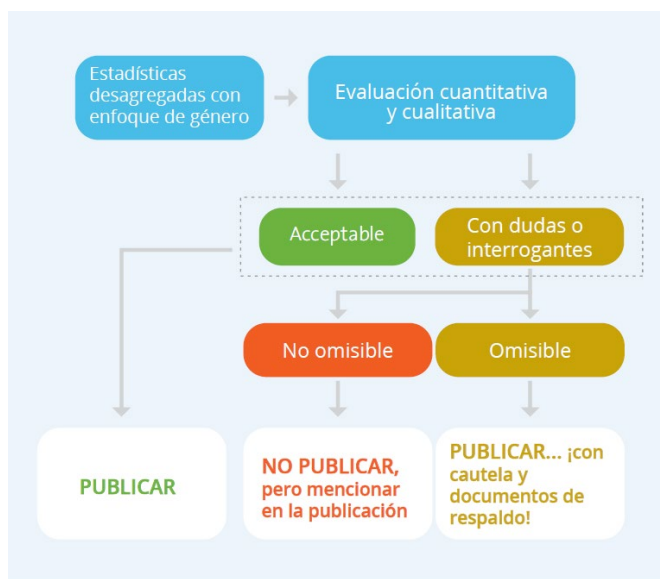 Estadísticas
desagregadas con
enfoque de género
Evaluación cuantitativa
y cualitativa
Acceptable
Con dudas o
interrogantes
No omisible
Omisible
PUBLICAR
NO PUBLICAR,
pero mencionar
en la publicación
PUBLICAR... ¡con
cautela y
documentos de
respaldo!